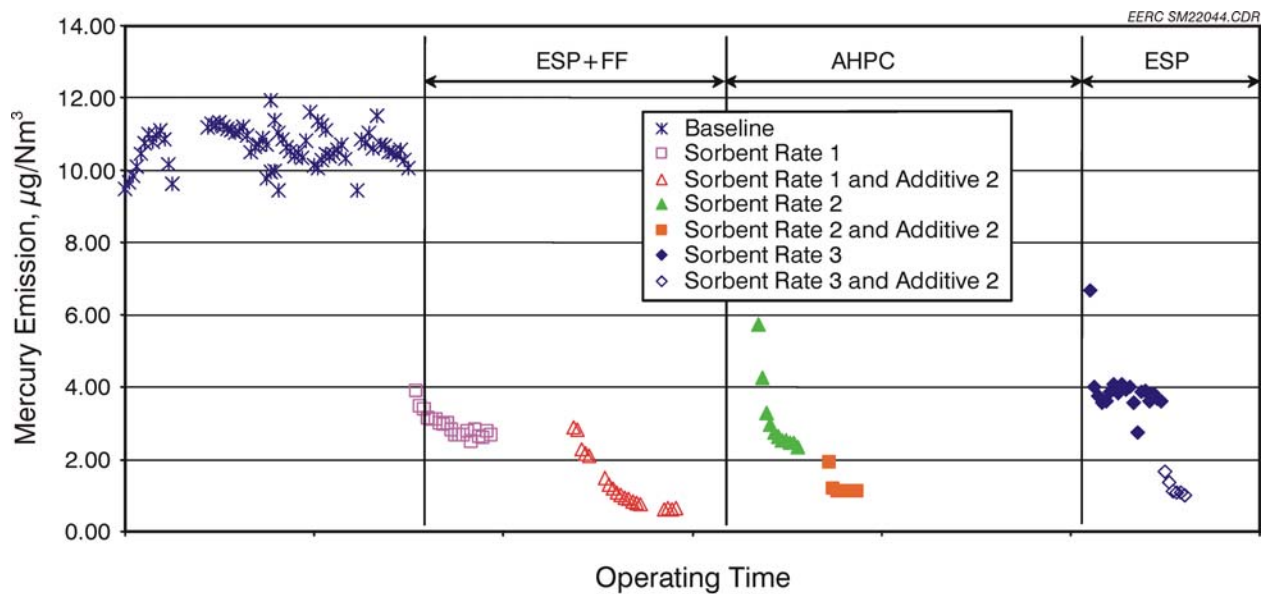 EERC SM22044.CDR
14.00
12.00
10.00
8.00
6.00
4.00
2.00
0.00
Mercury Emission, µg/Nm³
ESP+FF
AHPC
ESP
Baseline
Sorbent Rate 1
Sorbent Rate 1 and Additive 2
Sorbent Rate 2
Sorbent Rate 2 and Additive 2
Sorbent Rate 3
Sorbent Rate 3 and Additive 2
Operating Time